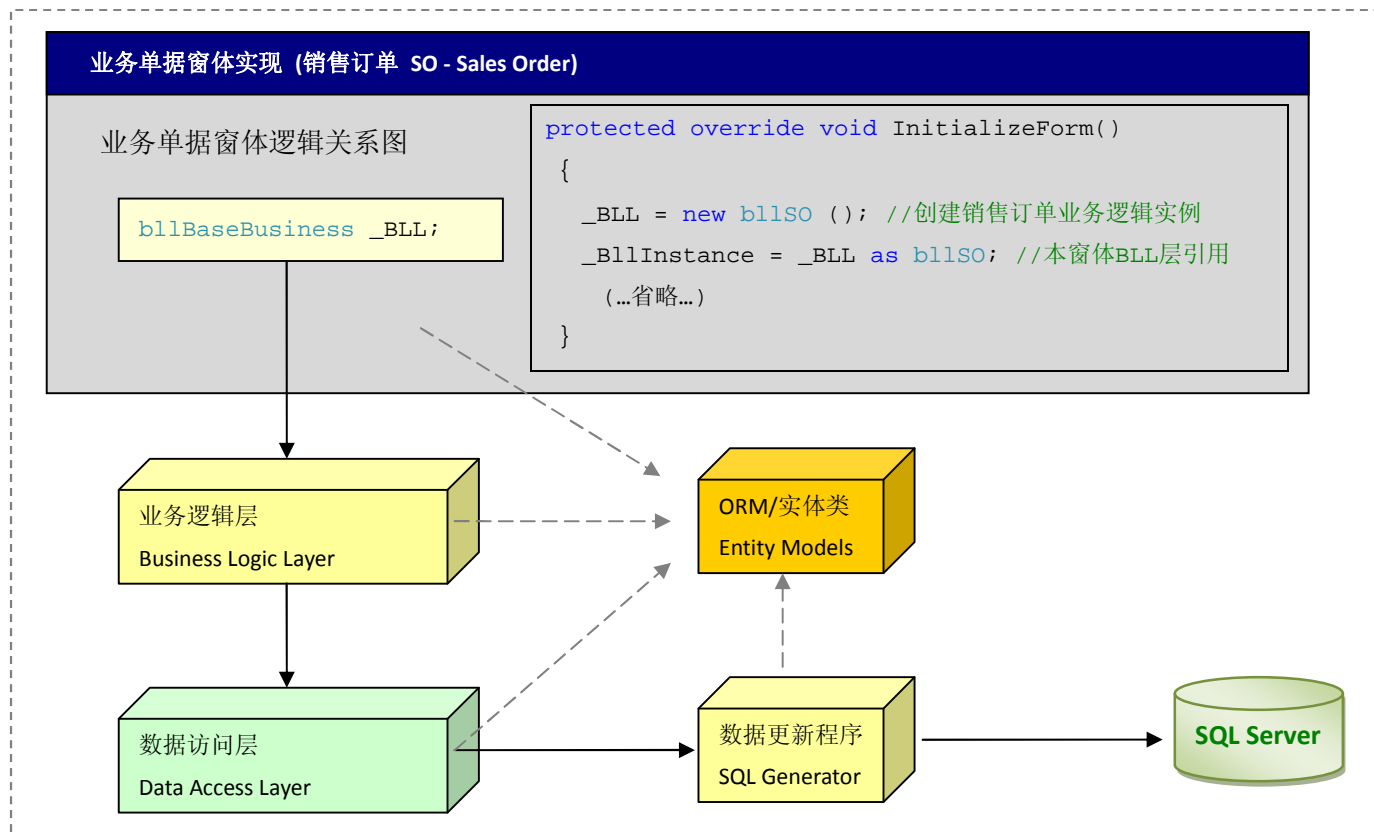 业务单据窗体实现 (销售订单 SO - Sales Order)
业务单据窗体逻辑关系图
bllBaseBusiness _BLL;
protected override void InitializeForm()
{
_BLL = new bllSO (); //创建销售订单业务逻辑实例
_BllInstance = _BLL as bllSO; //本窗体BLL层引用
(…省略…)
}
业务逻辑层
Business Logic Layer
ORM/实体类
Entity Models
数据访问层
Data Access Layer
数据更新程序
SQL Generator
SQL Server